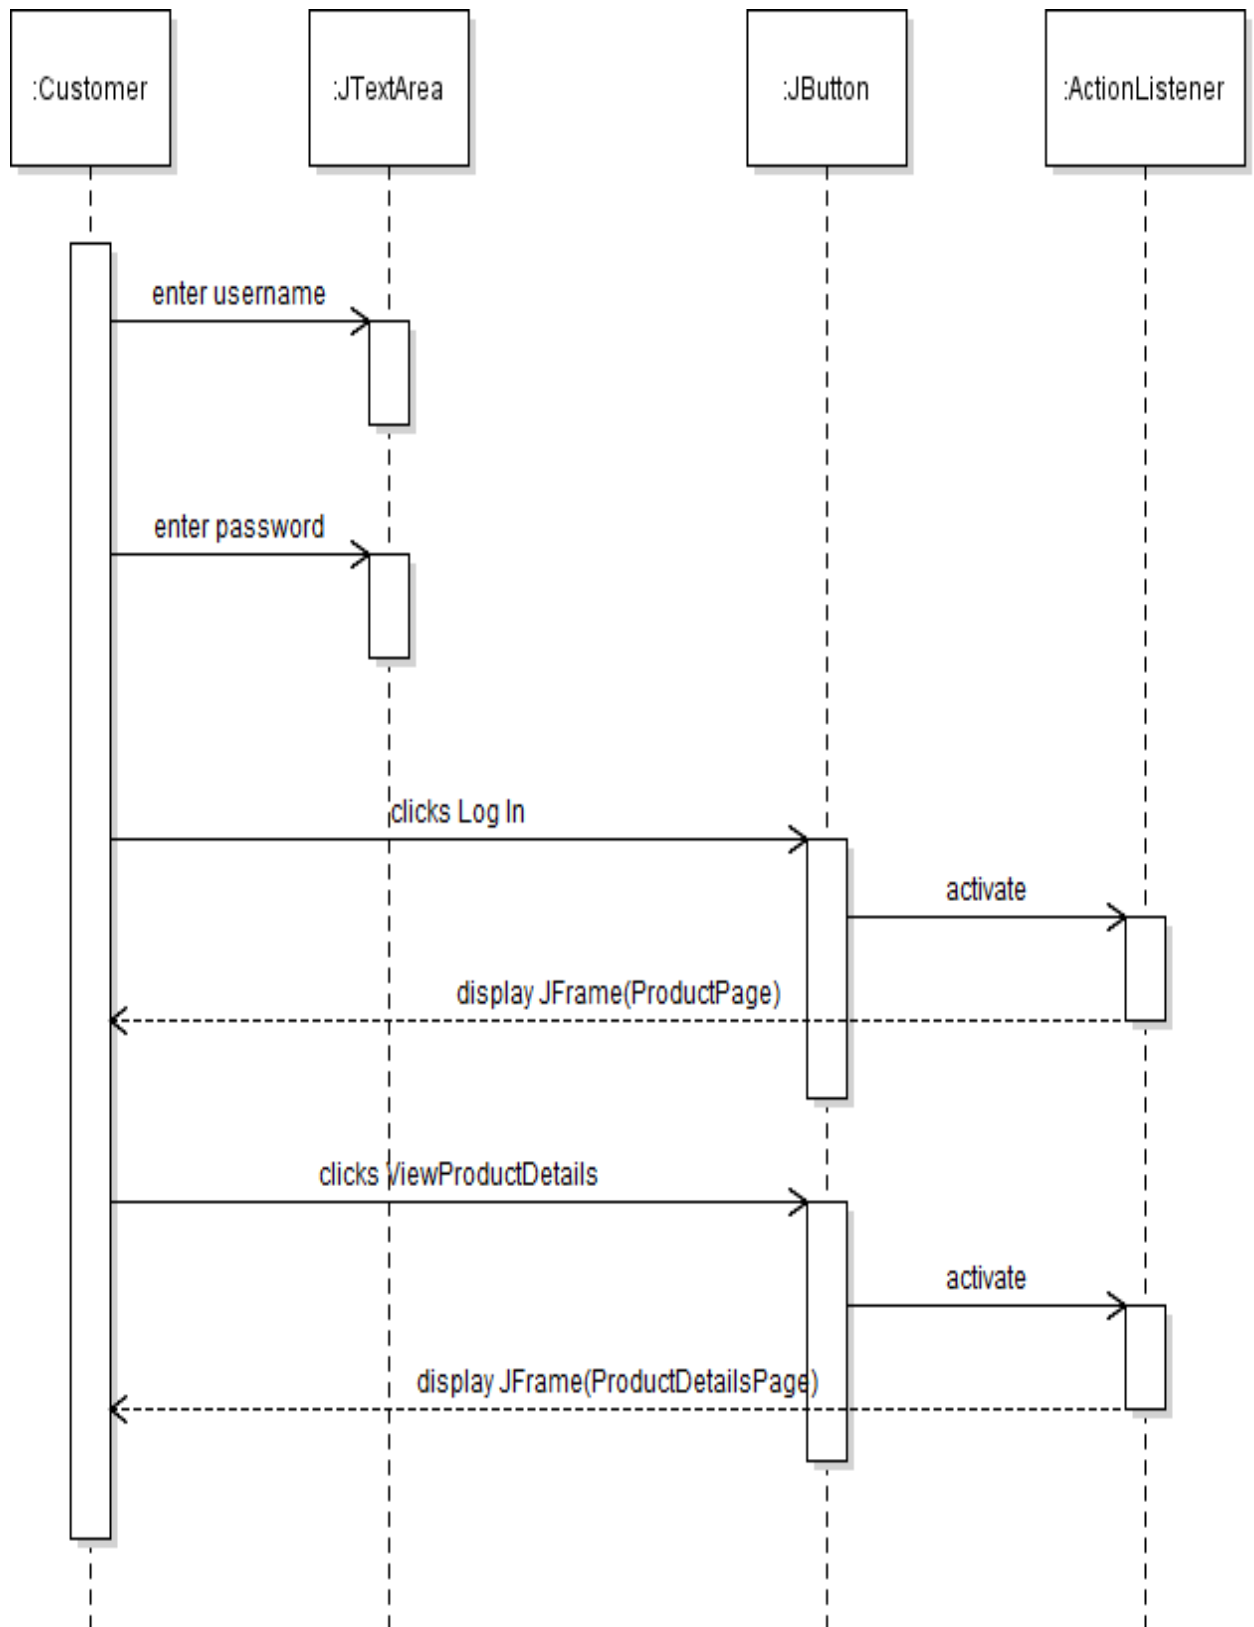 :Customer
:JTextArea
:JButton
:ActionListener
enter username
enter password
clicks Log In
activate
display JFrame(ProductPage)
clicks ViewProductDetails
activate
display JFrame(ProductDetailsPage)